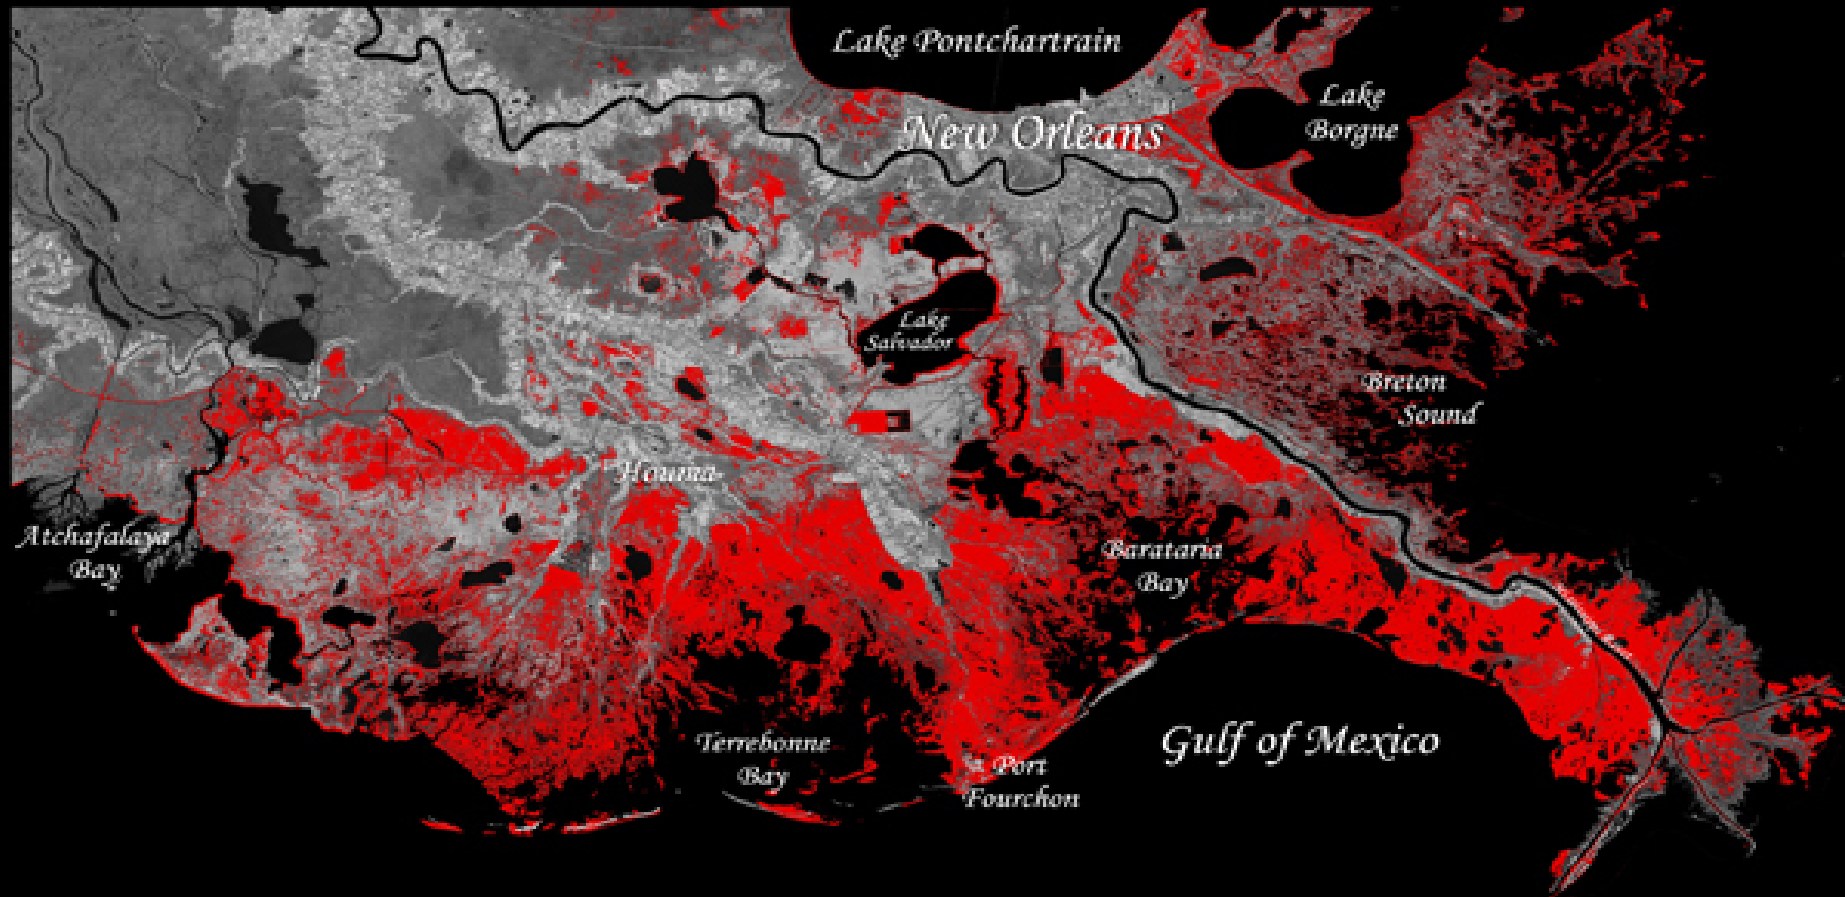 Lake Pontchartrain
Lake
Borgne
New Orleans
Lake
Salvador
Breton
Sound
Houma
Atchafalaya
Bay
Barataria
Bay
Terrebonne
Bay
Port
Fourchon
Gulf of Mexico